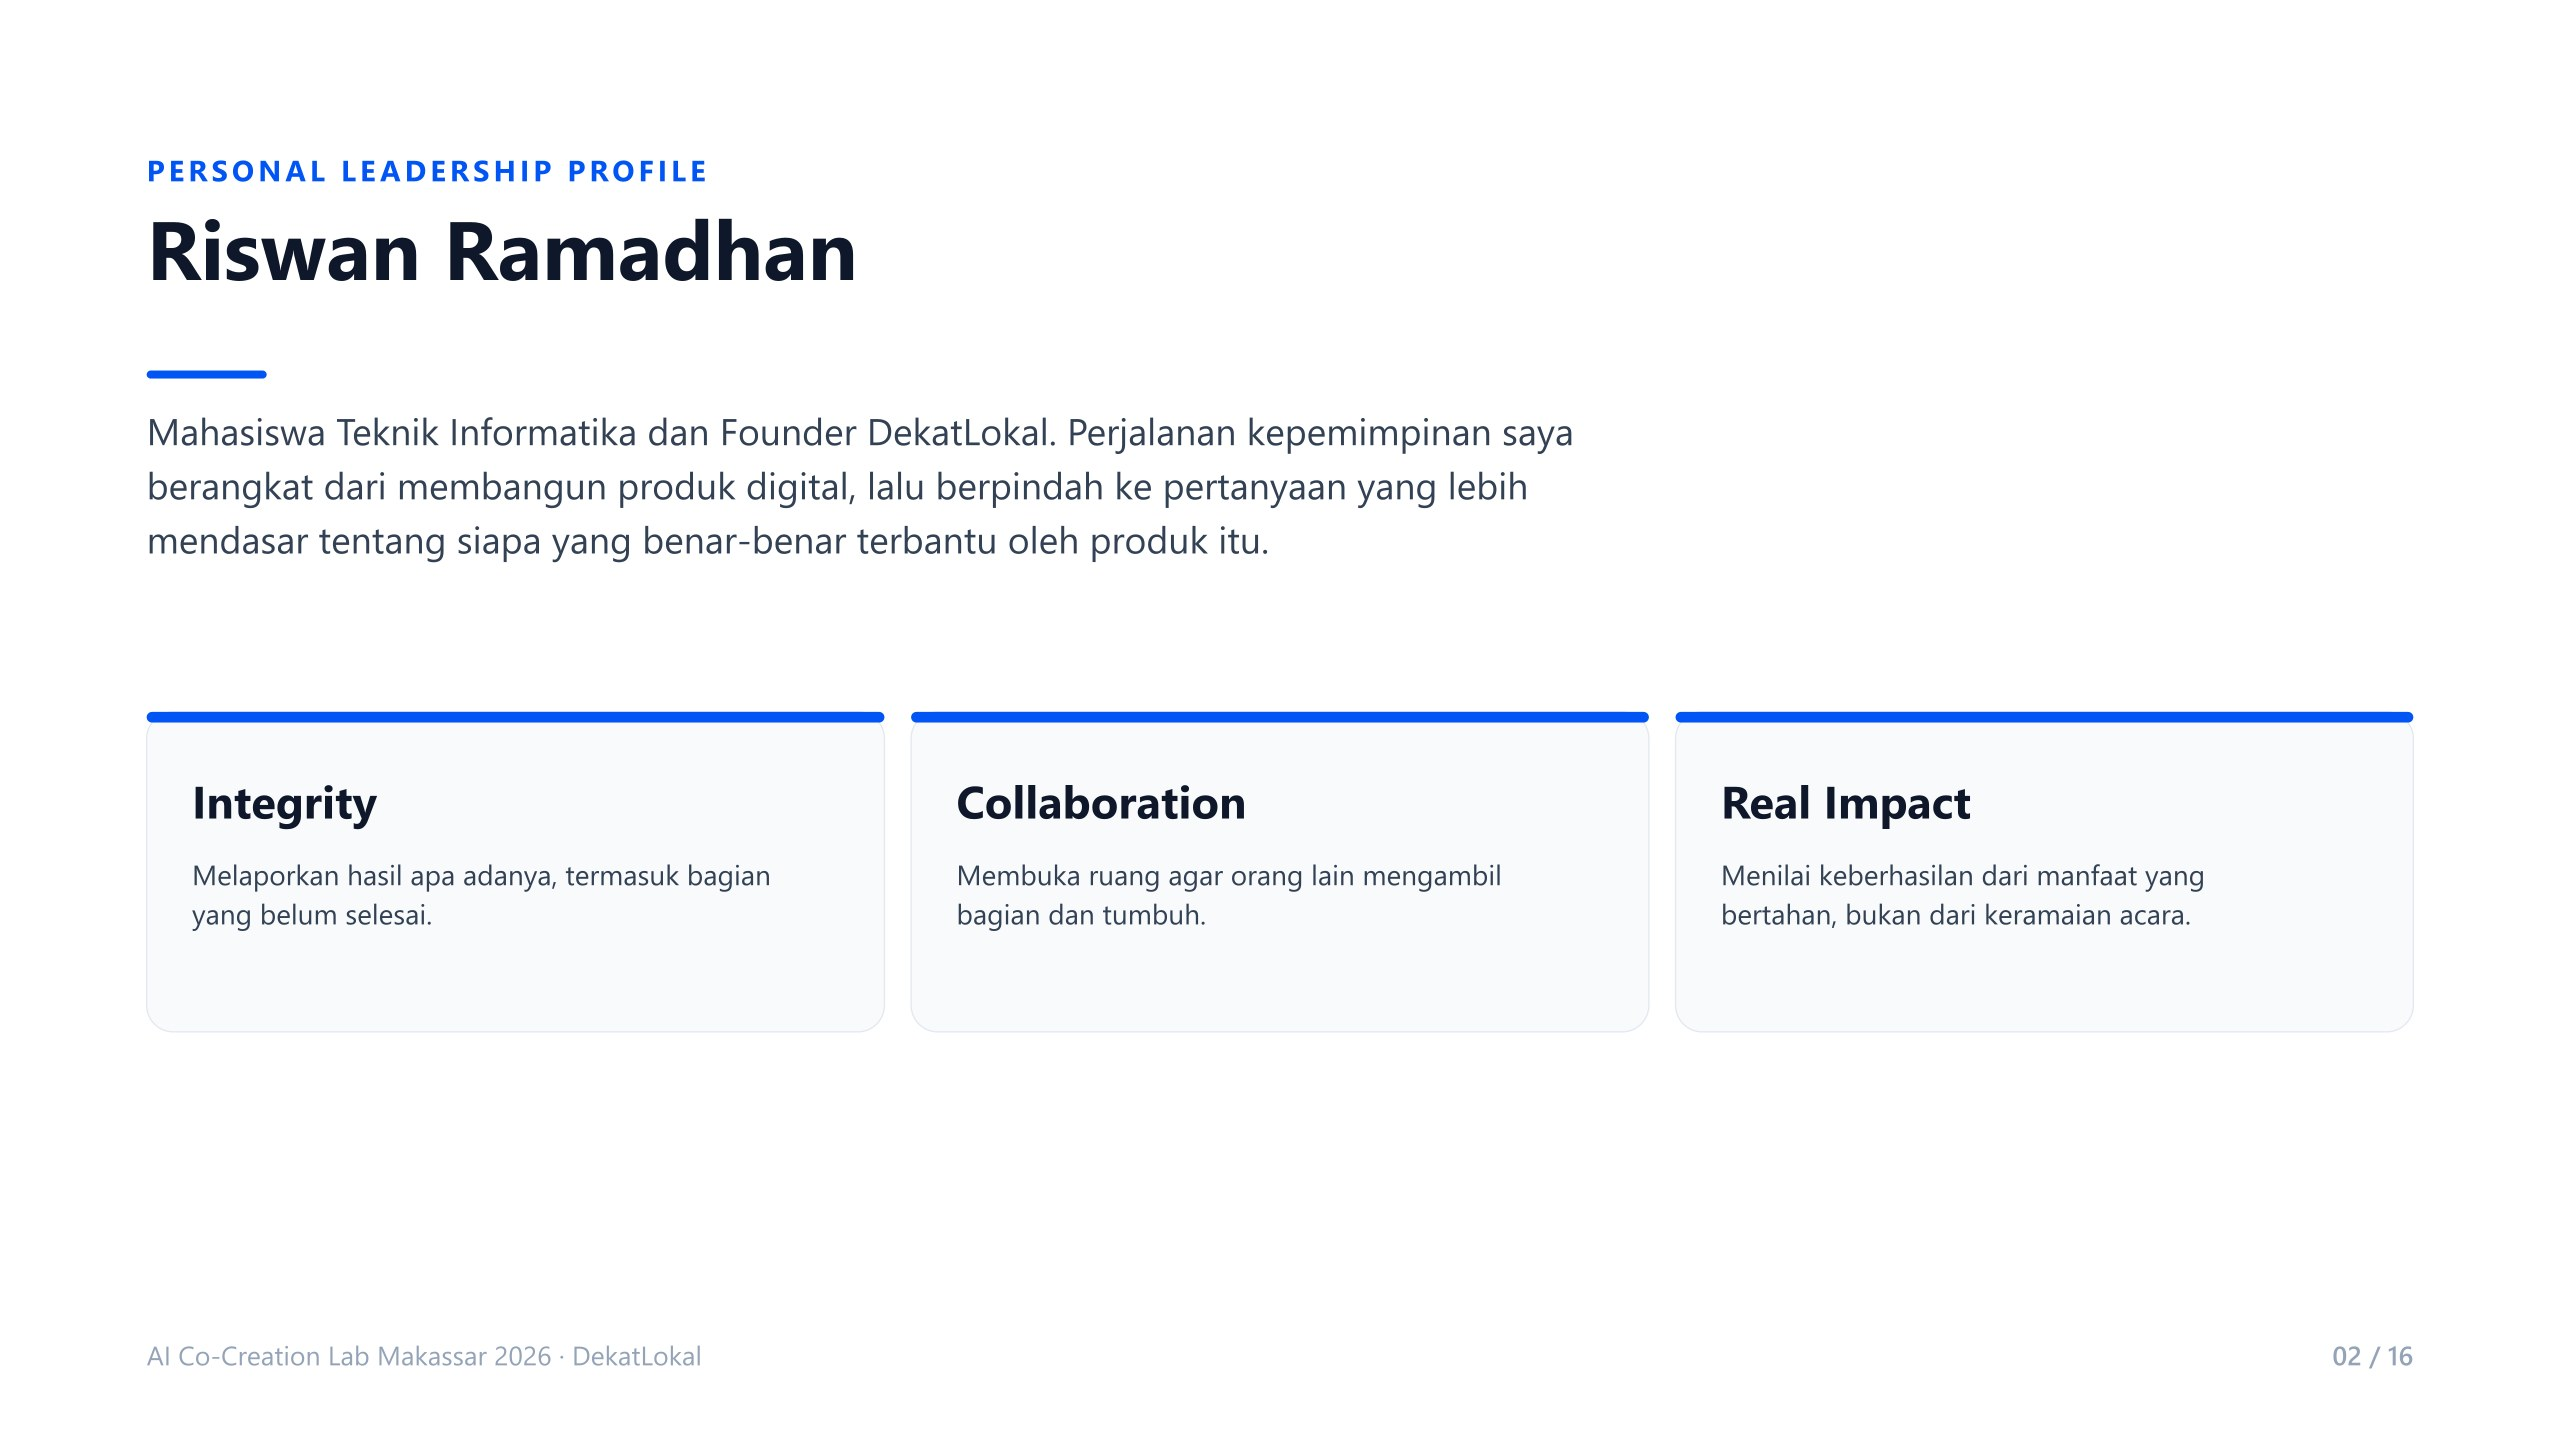 PERSONAL LEADERSHIP PROFILE
Riswan Ramadhan
Mahasiswa Teknik Informatika dan Founder DekatLokal. Perjalanan kepemimpinan saya
berangkat dari membangun produk digital, lalu berpindah ke pertanyaan yang lebih
mendasar tentang siapa yang benar-benar terbantu oleh produk itu.
Integrity
Melaporkan hasil apa adanya, termasuk bagian
yang belum selesai.
Collaboration
Membuka ruang agar orang lain mengambil
bagian dan tumbuh.
Real Impact
Menilai keberhasilan dari manfaat yang
bertahan, bukan dari keramaian acara.
AI Co-Creation Lab Makassar 2026 · DekatLokal
02 / 16